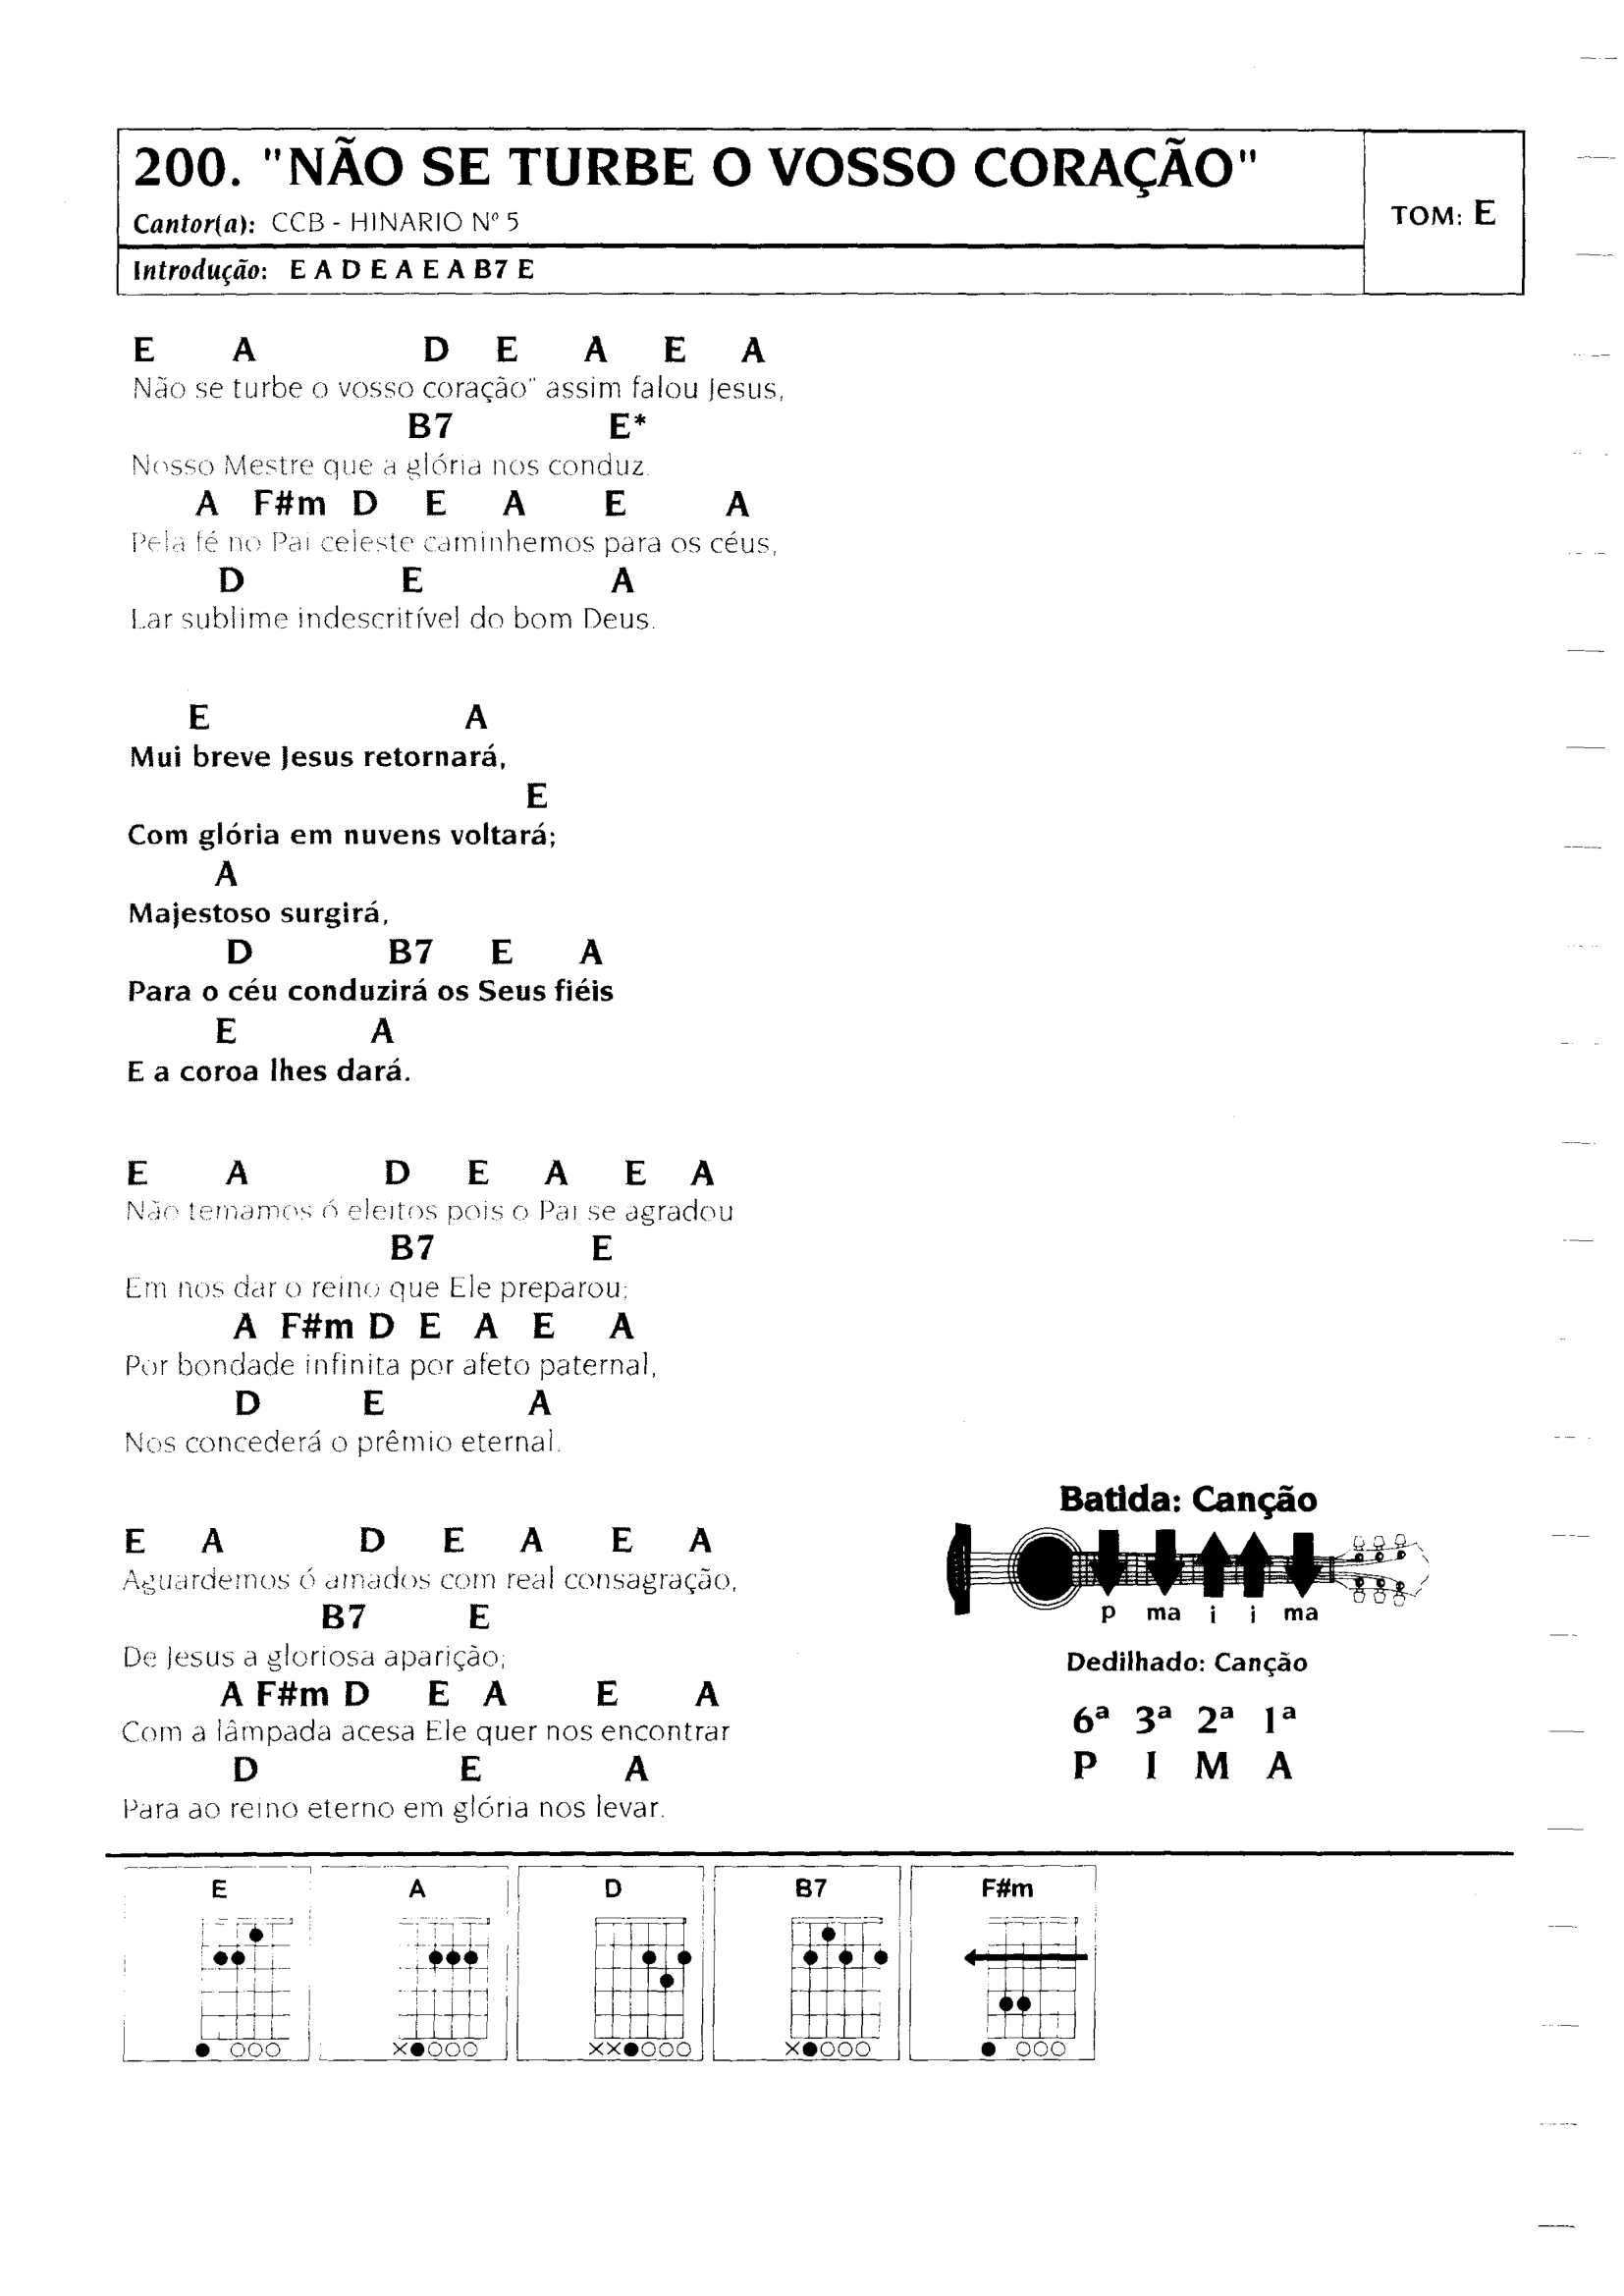 200. "NÃO SE TURBE O VOSSO CORAÇÃO"
Cantor(a): CCB - HINARIO Nº 5
TOM: E
Introdução: E A D E A E A B7 E
E A D E A E A
Não se turbe o vosso coração" assim falou Jesus,
B7 E*
Nosso Mestre que a glória nos conduz.
A F#m D E A E A
Pela fé no Pai celeste caminhemos para os céus,
D E A
Lar sublime indescritível do bom Deus.
E A
Mui breve Jesus retornará,
E
Com glória em nuvens voltará;
A
Majestoso surgirá,
D B7 E A
Para o céu conduzirá os Seus fiéis
E A
E a coroa lhes dará.
E A D E A E A
Não temamos ó eleitos pois o Pai se agradou
B7 E
Em nos dar o reino que Ele preparou;
A F#m D E A E A
Por bondade infinita por afeto paternal,
D E A
Nos concederá o prêmio eternal.
E A D E A E A
Aguardemos ó amados com real consagração,
B7 E
De Jesus a gloriosa aparição;
A F#m D E A E A
Com a lâmpada acesa Ele quer nos encontrar
D E A
Para ao reino eterno em glória nos levar.
Batida: Canção
p ma i i ma
Dedilhado: Canção
6ª 3ª 2ª 1ª
P I M A
E A D B7 F#m